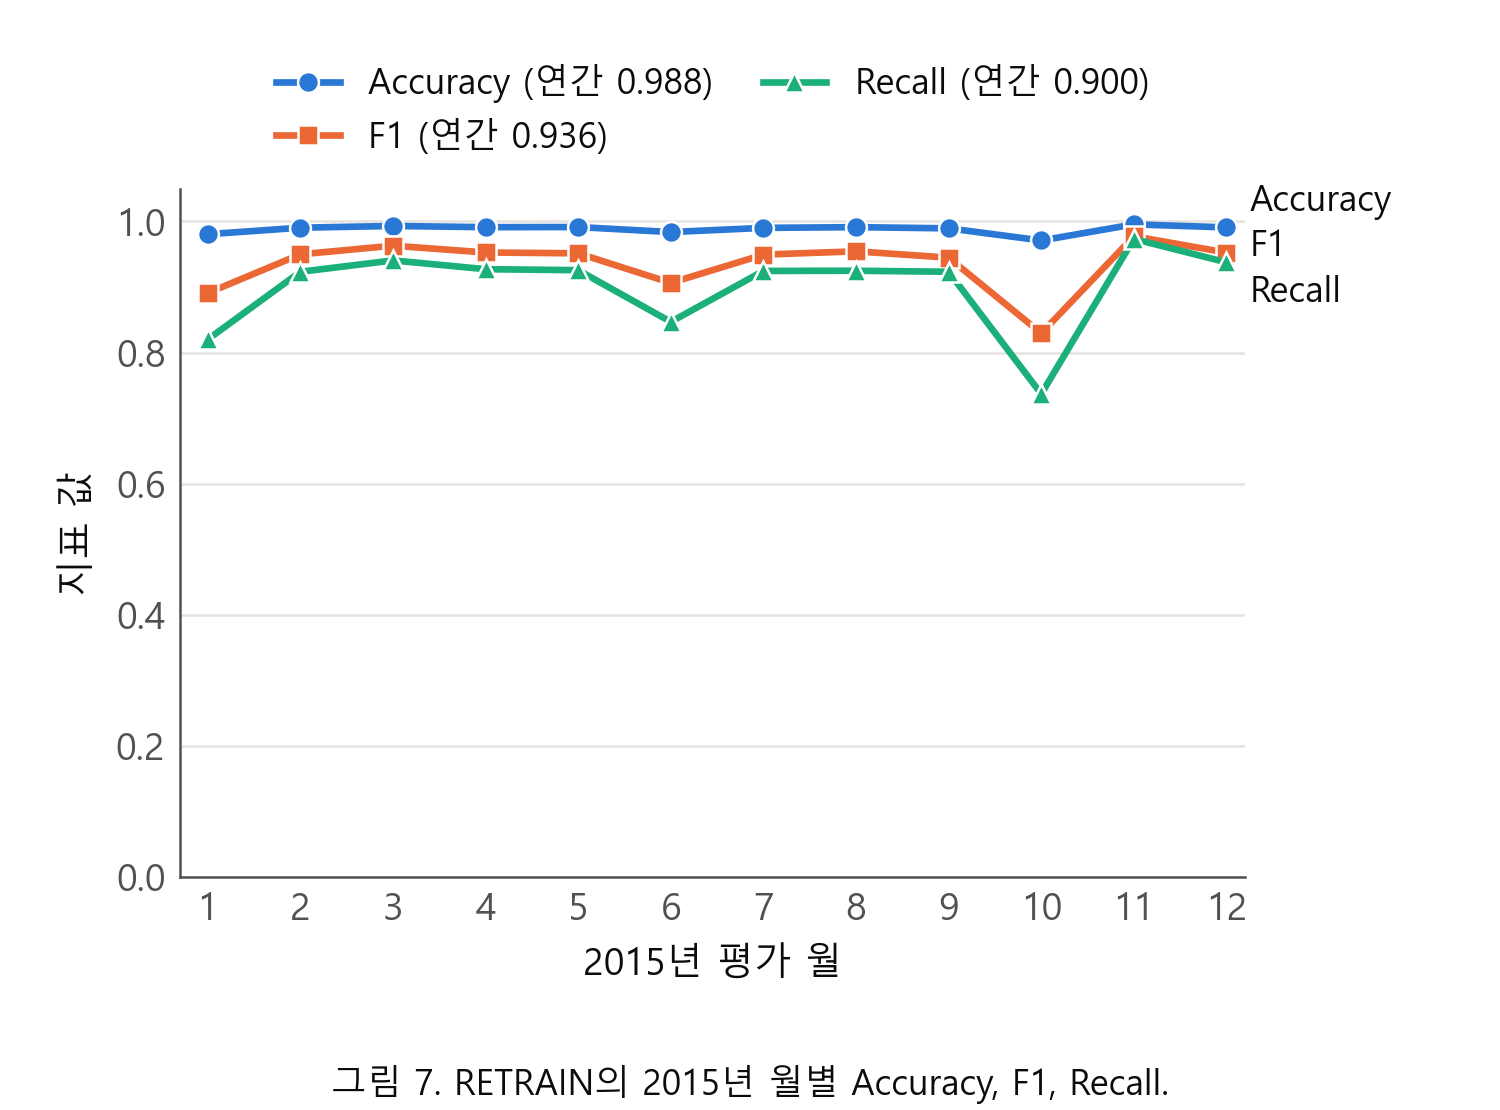 Accuracy (연간 0.988)
Recall (연간 0.900)
F1 (연간 0.936)
Accuracy
F1
Recall
1.0
0.8
0.6
0.4
0.2
0.0
지표 값
1 2 3 4 5 6 7 8 9 10 11 12
2015년 평가 월
그림 7. RETRAIN의 2015년 월별 Accuracy, F1, Recall.